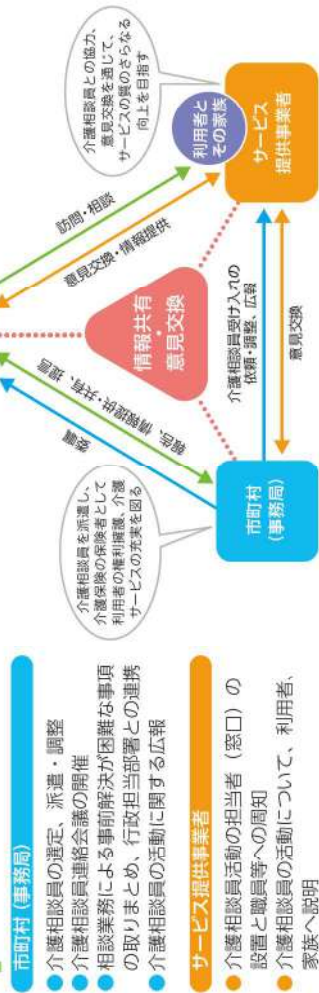 市町村（事務局）
介護相談員の選定、派遣・調整
介護相談員連絡会議の開催
相談業務による事前解決が困難な事項
の取りまとめ、行政担当部署との連携
介護相談員の活動に関する広報
サービス提供事業者
介護相談員活動の担当者（窓口）の
設置と職員等への周知
介護相談員の活動について、利用者、
家族へ説明
介護相談員を派遣し、
介護保険の保険者として
利用者の権利擁護、介護
サービスの充実を図る
委嘱
報告、情報提供・共有、提言
情報共有
・
意見交換
訪問・相談
意見交換・情報提供
介護相談員との協力、
意見交換を通じて、
サービスの質のさらなる
向上を目指す
利用者と
その家族
サービス
提供事業者
市町村
（事務局）
介護相談員受け入れの
依頼・調整、広報
意見交換